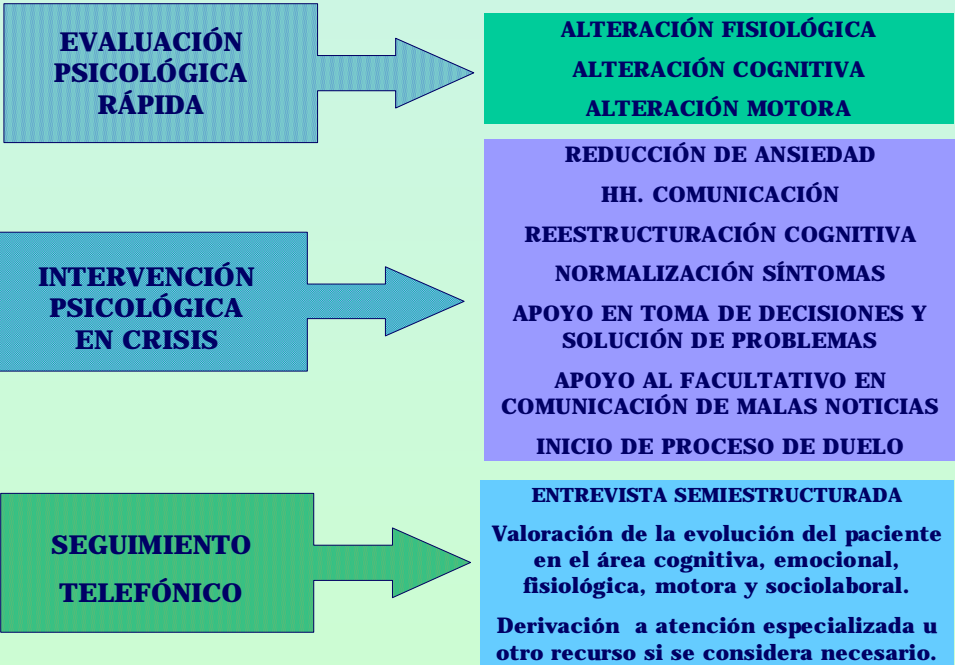 EVALUACIÓN
PSICOLÓGICA
RÁPIDA
ALTERACIÓN FISIOLÓGICA
ALTERACIÓN COGNITIVA
ALTERACIÓN MOTORA
INTERVENCIÓN
PSICOLÓGICA
EN CRISIS
REDUCCIÓN DE ANSIEDAD
HH. COMUNICACIÓN
REESTRUCTURACIÓN COGNITIVA
NORMALIZACIÓN SÍNTOMAS
APOYO EN TOMA DE DECISIONES Y
SOLUCIÓN DE PROBLEMAS
APOYO AL FACULTATIVO EN
COMUNICACIÓN DE MALAS NOTICIAS
INICIO DE PROCESO DE DUELO
SEGUIMIENTO
TELEFÓNICO
ENTREVISTA SEMIESTRUCTURADA
Valoración de la evolución del paciente
en el área cognitiva, emocional,
fisiológica, motora y sociolaboral.
Derivación a atención especializada u
otro recurso si se considera necesario.